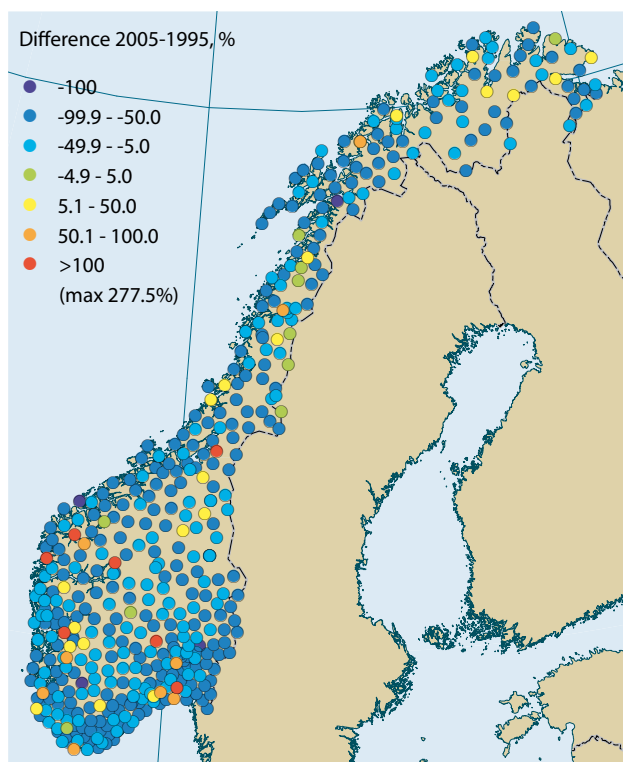 Difference 2005-1995, %
-100
-99.9 - -50.0
-49.9 - -5.0
-4.9 - 5.0
5.1 - 50.0
50.1 - 100.0
>100
(max 277.5%)